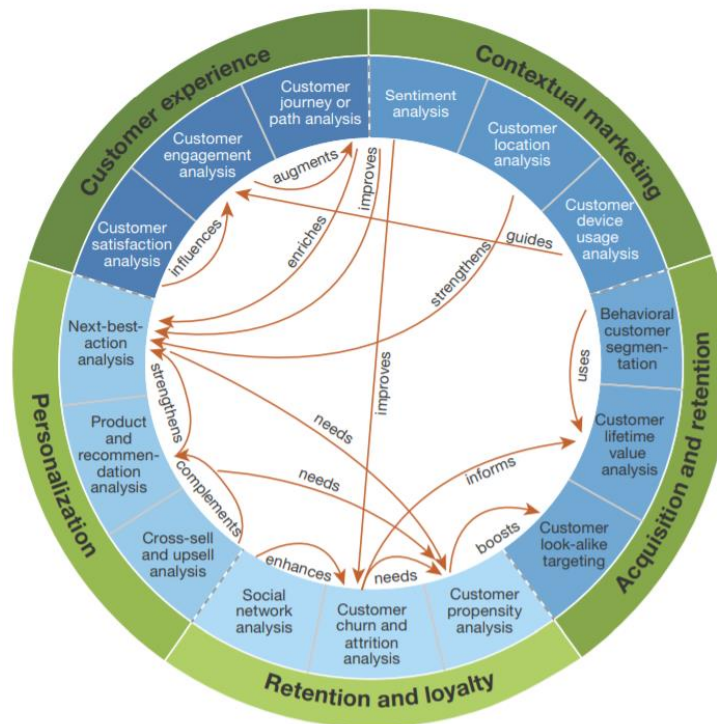 Customer experience
Contextual marketing
Acquisition and retention
Retention and loyalty
Personalization
Customer
journey or
path analysis
Sentiment
analysis
Customer
location
analysis
Customer
device
usage
analysis
Behavioral
customer
segmen-
tation
Customer
lifetime
value
analysis
Customer
look-alike
targeting
Customer
propensity
analysis
Customer
churn and
attrition
analysis
Social
network
analysis
Cross-sell
and upsell
analysis
Product
and
recommen-
dation
analysis
Next-best-
action
analysis
Customer
satisfaction
analysis
Customer
engagement
analysis
augments
improves
influences
enriches
strengthens
guides
uses
improves
strengthens
needs
needs
informs
complements
enhances
needs
boosts